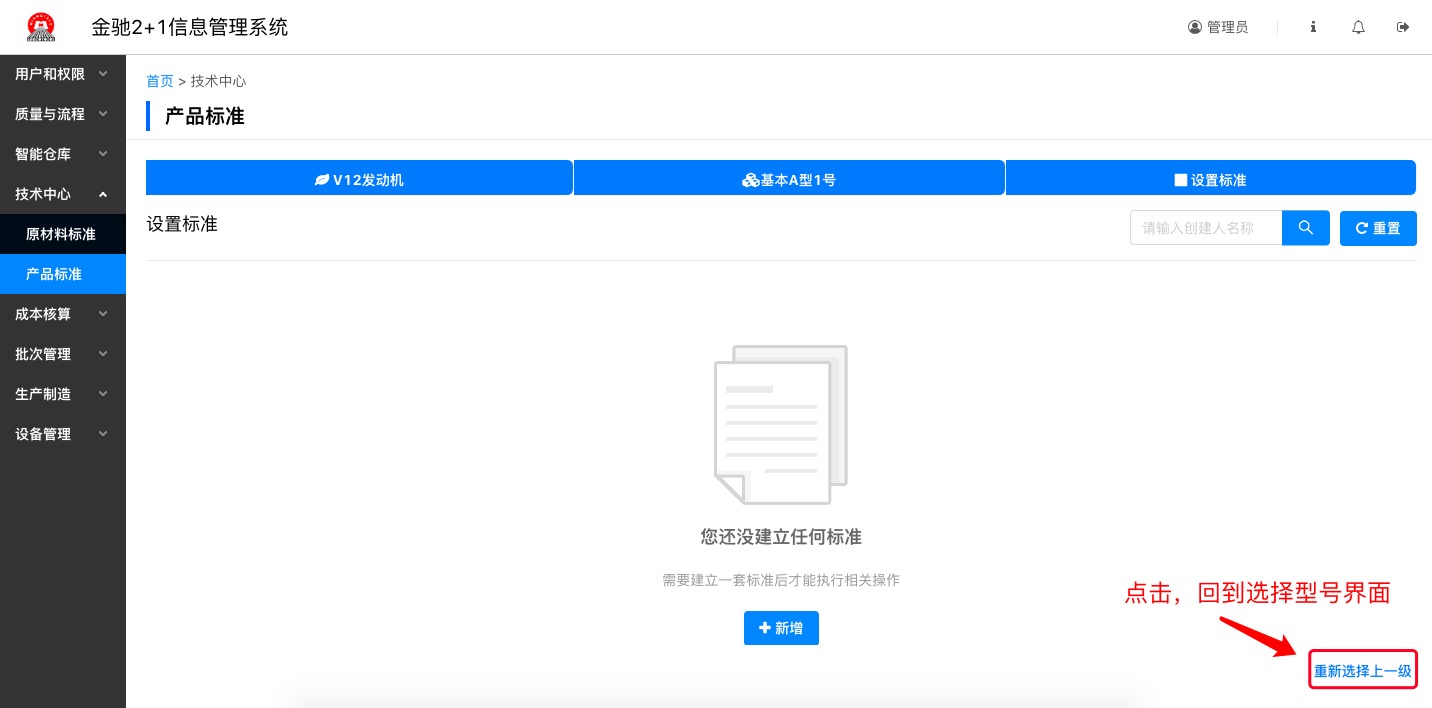 金驰2+1信息管理系统
管理员
用户和权限
质量与流程
智能仓库
技术中心
原材料标准
产品标准
成本核算
批次管理
生产制造
设备管理
首页 > 技术中心
产品标准
V12发动机
基本A型1号
设置标准
设置标准
请输入创建人名称
重置
您还没建立任何标准
需要建立一套标准后才能执行相关操作
新增
点击，回到选择型号界面
重新选择上一级